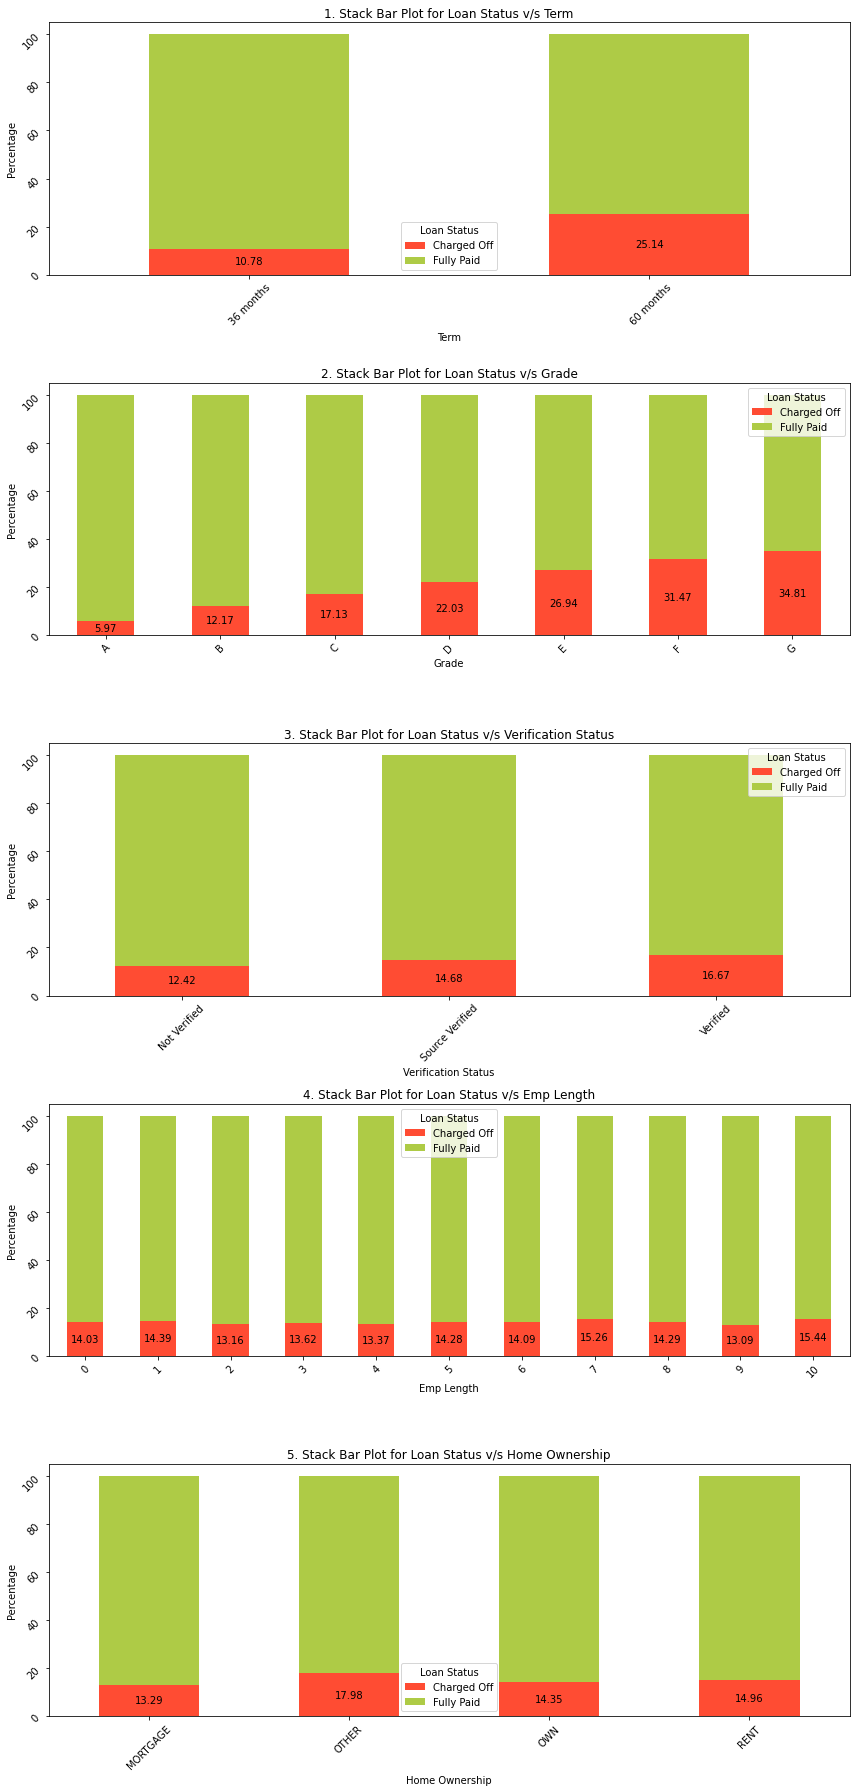 1. Stack Bar Plot for Loan Status v/s Term
100
80
60
40
20
0
Percentage
Loan Status
Charged Off
Fully Paid
10.78
25.14
36 months
60 months
Term
2. Stack Bar Plot for Loan Status v/s Grade
100
80
60
40
20
0
Percentage
Loan Status
Charged Off
Fully Paid
5.97
12.17
17.13
22.03
26.94
31.47
34.81
A
B
C
D
E
F
G
Grade
3. Stack Bar Plot for Loan Status v/s Verification Status
100
80
60
40
20
0
Percentage
Loan Status
Charged Off
Fully Paid
12.42
14.68
16.67
Not Verified
Source Verified
Verified
Verification Status
4. Stack Bar Plot for Loan Status v/s Emp Length
100
80
60
40
20
0
Percentage
Loan Status
Charged Off
Fully Paid
14.03
14.39
13.16
13.62
13.37
14.28
14.09
15.26
14.29
13.09
15.44
0
1
2
3
4
5
6
7
8
9
10
Emp Length
5. Stack Bar Plot for Loan Status v/s Home Ownership
100
80
60
40
20
0
Percentage
Loan Status
Charged Off
Fully Paid
13.29
17.98
14.35
14.96
MORTGAGE
OTHER
OWN
RENT
Home Ownership